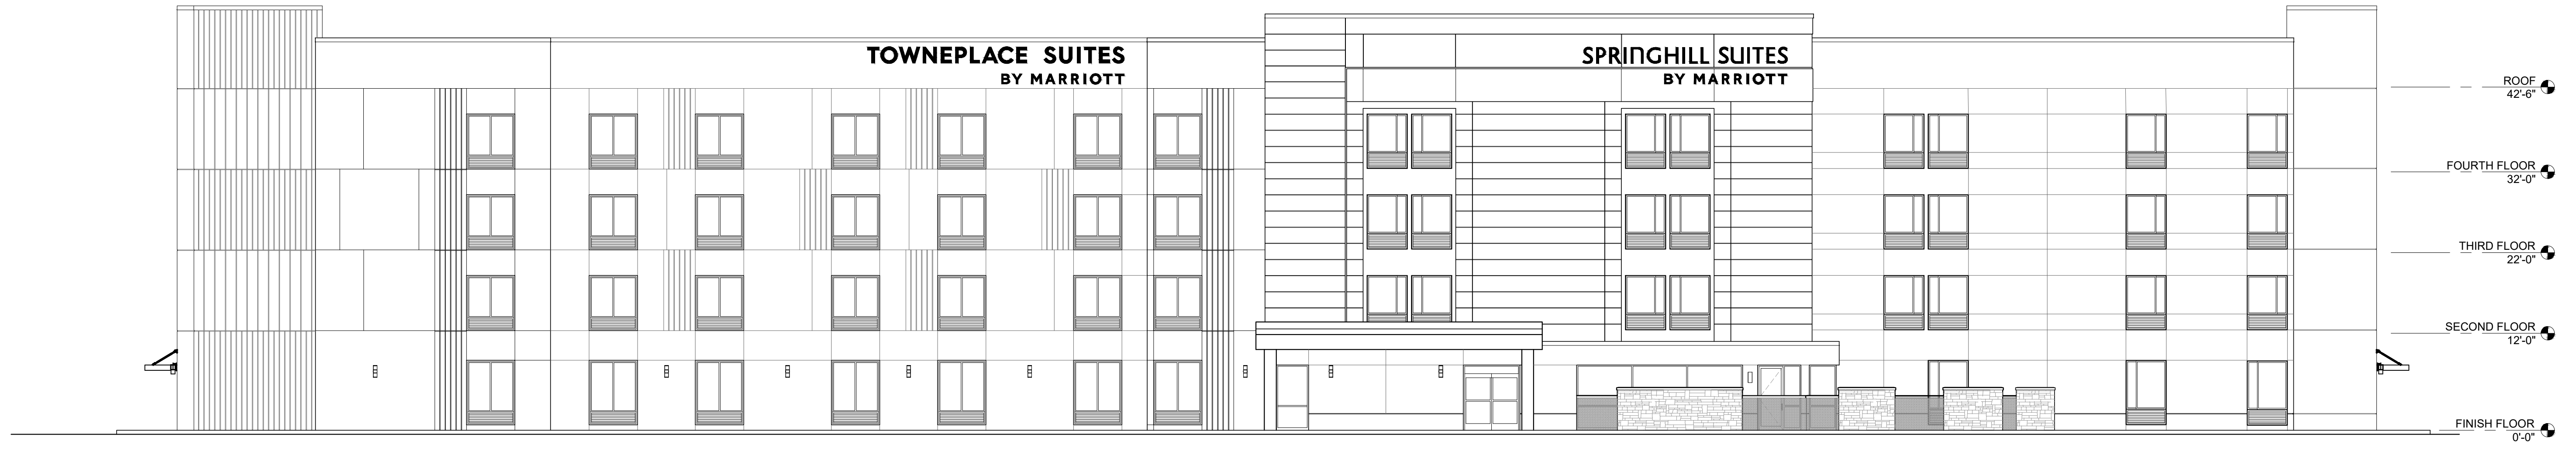 TOWNEPLACE SUITES
BY MARRIOTT
SPRINGHILL SUITES
BY MARRIOTT
ROOF
42'-6"
FOURTH FLOOR
32'-0"
THIRD FLOOR
22'-0"
SECOND FLOOR
12'-0"
FINISH FLOOR
0'-0"